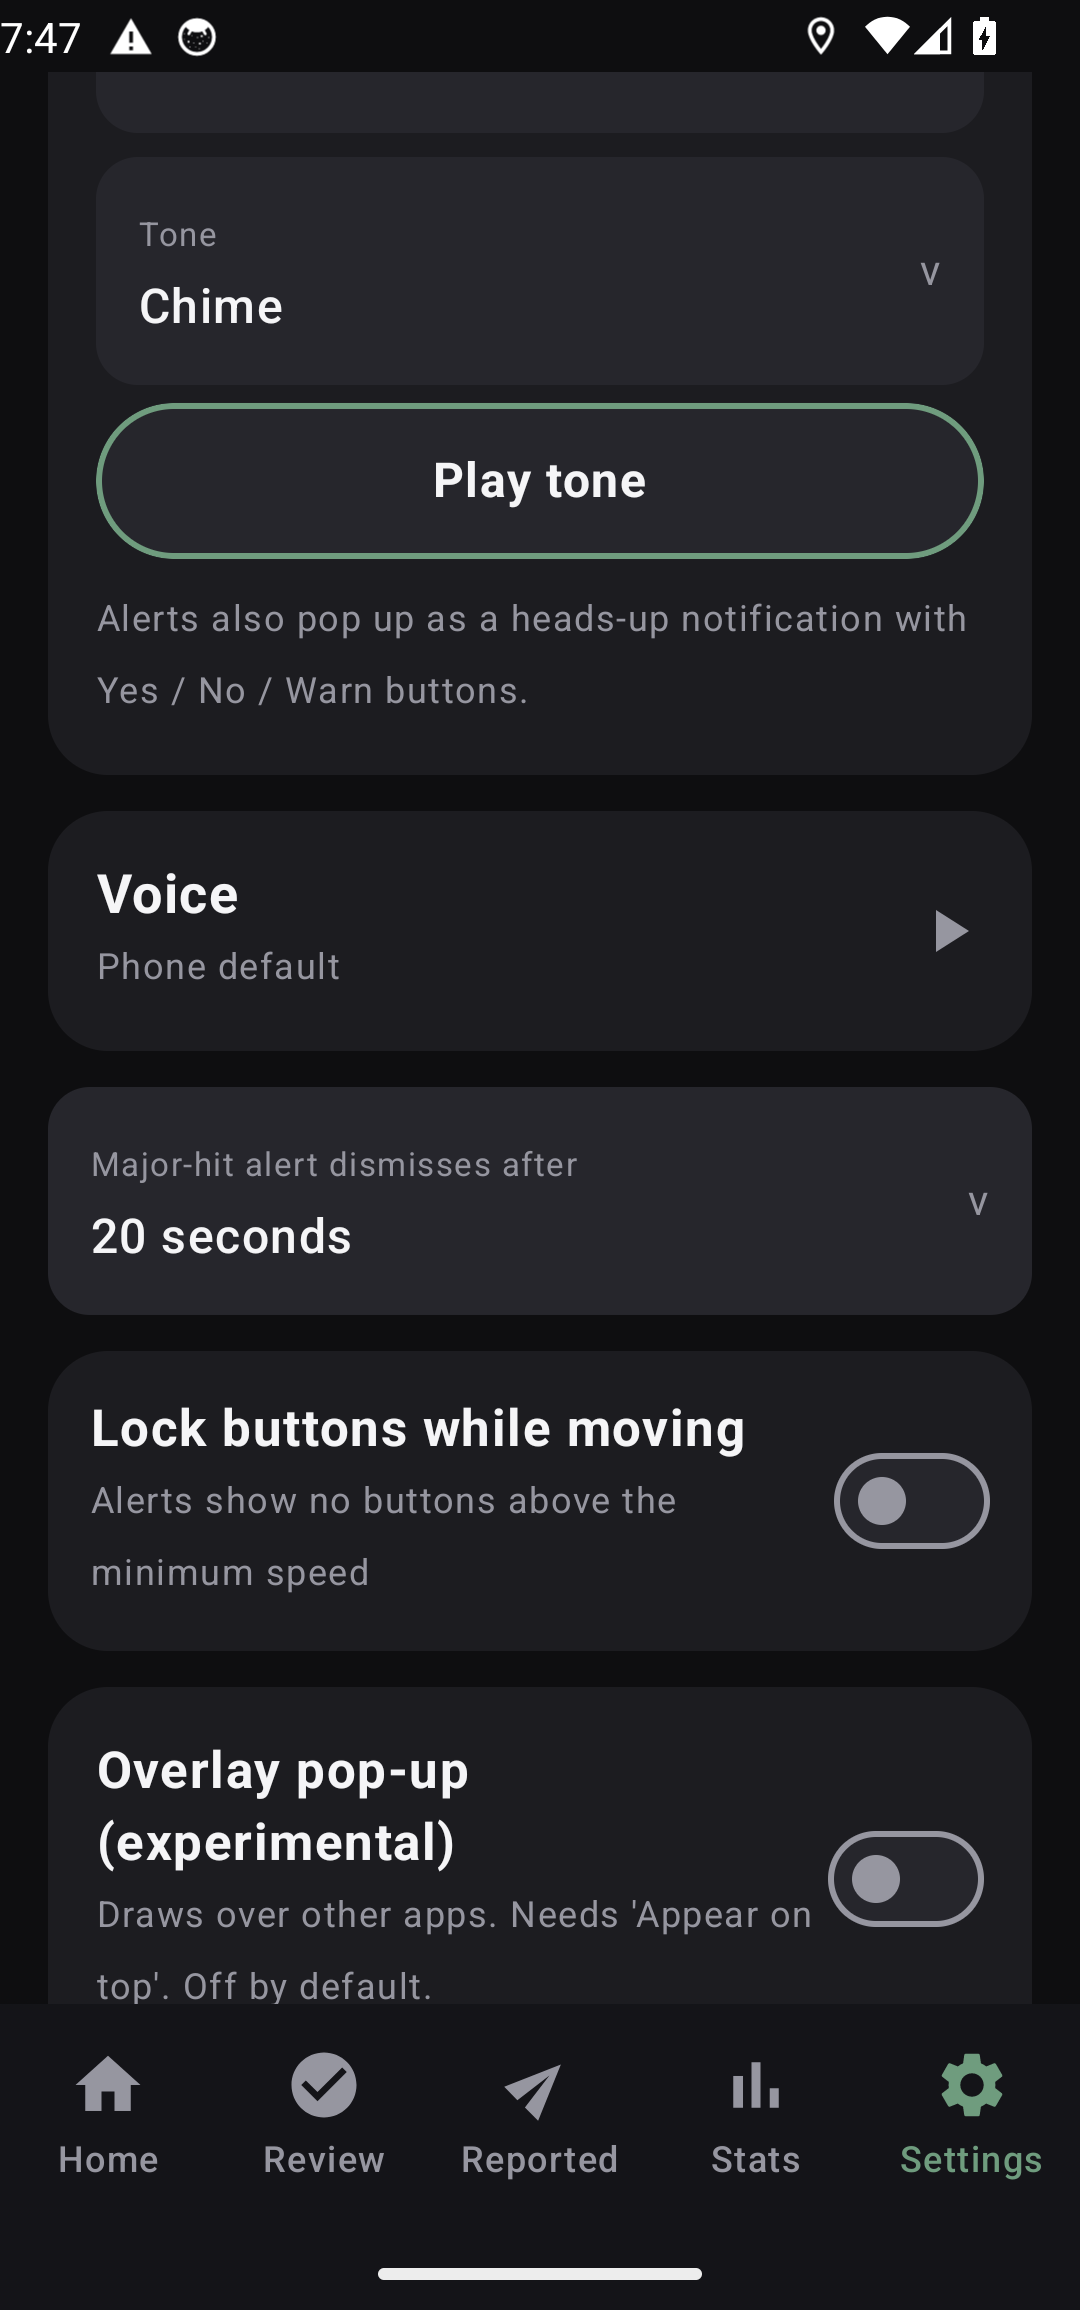 7:47
Tone
Chime
v
Play tone
Alerts also pop up as a heads-up notification with
Yes / No / Warn buttons.
Voice
Phone default
Major-hit alert dismisses after
20 seconds
v
Lock buttons while moving
Alerts show no buttons above the
minimum speed
Overlay pop-up
(experimental)
Draws over other apps. Needs 'Appear on
top'. Off by default.
Home
Review
Reported
Stats
Settings